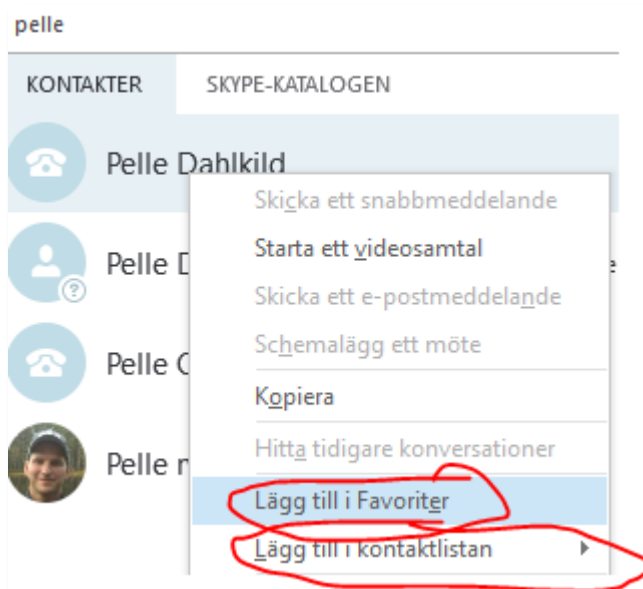 pelle
KONTAKTER SKYPE-KATALOGEN
Pelle Dahlkild
Skicka ett snabbmeddelande
Starta ett videosamtal
Pelle
Skicka ett e-postmeddelande
Schemalägg ett möte
Pelle
Kopiera
Hitta tidigare konversationer
Pelle
Lägg till i Favoriter
Lägg till i kontaktlistan